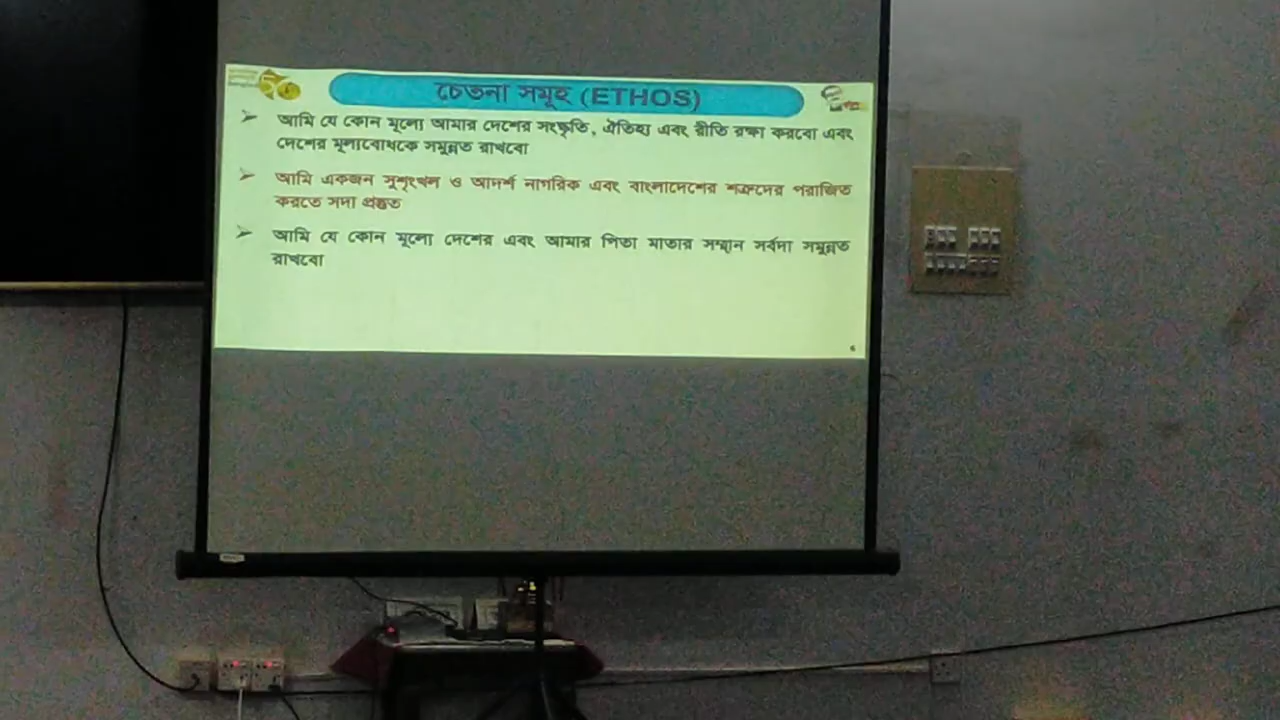 চেতনা সমূহ (ETHOS)
আমি যে কোন মূল্যে আমার দেশের সংস্কৃতি, ঐতিহ্য এবং রীতি রক্ষা করবো এবং
দেশের মূল্যবোধকে সমুন্নত রাখবো
আমি একজন সুশৃংখল ও আদর্শ নাগরিক এবং বাংলাদেশের শত্রুদের পরাজিত
করতে সদা প্রস্তুত
আমি যে কোন মূল্যে দেশের এবং আমার পিতা মাতার সম্মান সর্বদা সমুন্নত
রাখবো
6